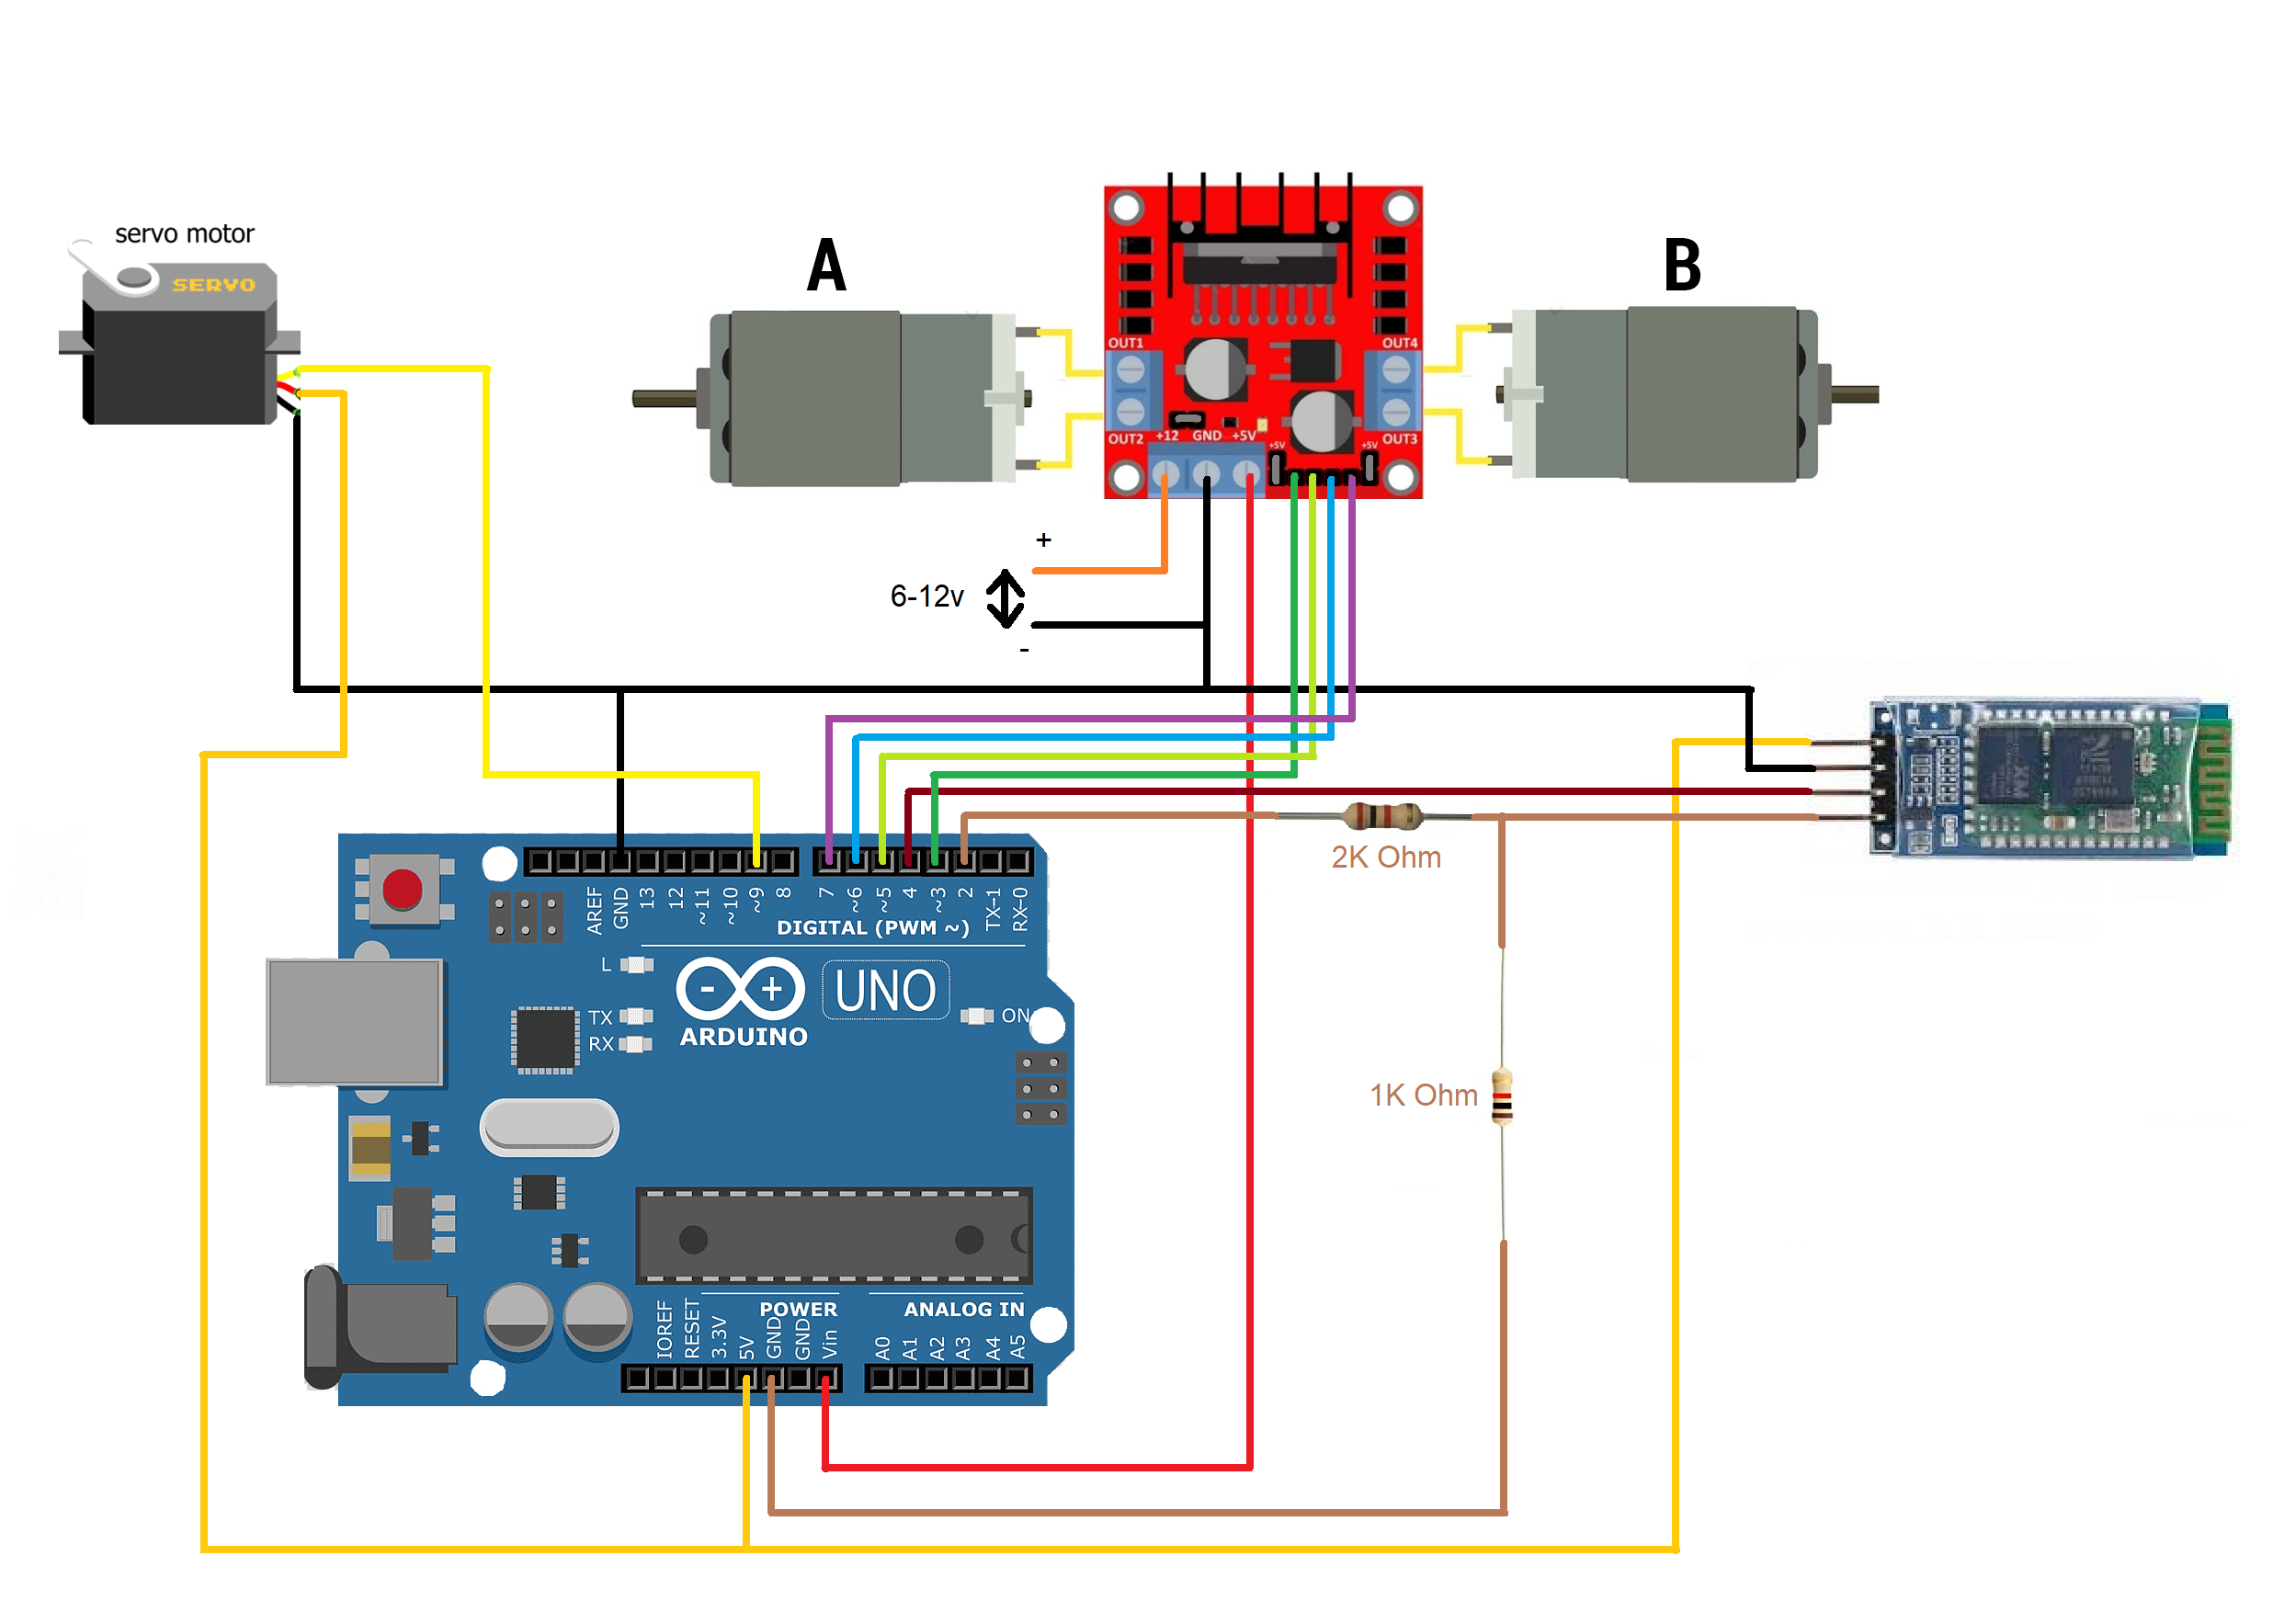 servo motor
SERVO
A
B
OUT1
OUT4
OUT2
+12 GND +5V
+5V
+5V
OUT3
+
6-12v
-
2K Ohm
1K Ohm
AREF
GND
13
12
~11
~10
~9
8
7
~6
~5
4
~3
2
TX-1
RX-0
DIGITAL (PWM ~)
L
TX
RX
- +
ARDUINO
UNO
ON
POWER
ANALOG IN
IOREF
RESET
3.3V
5V
GND
GND
Vin
A0
A1
A2
A3
A4
A5